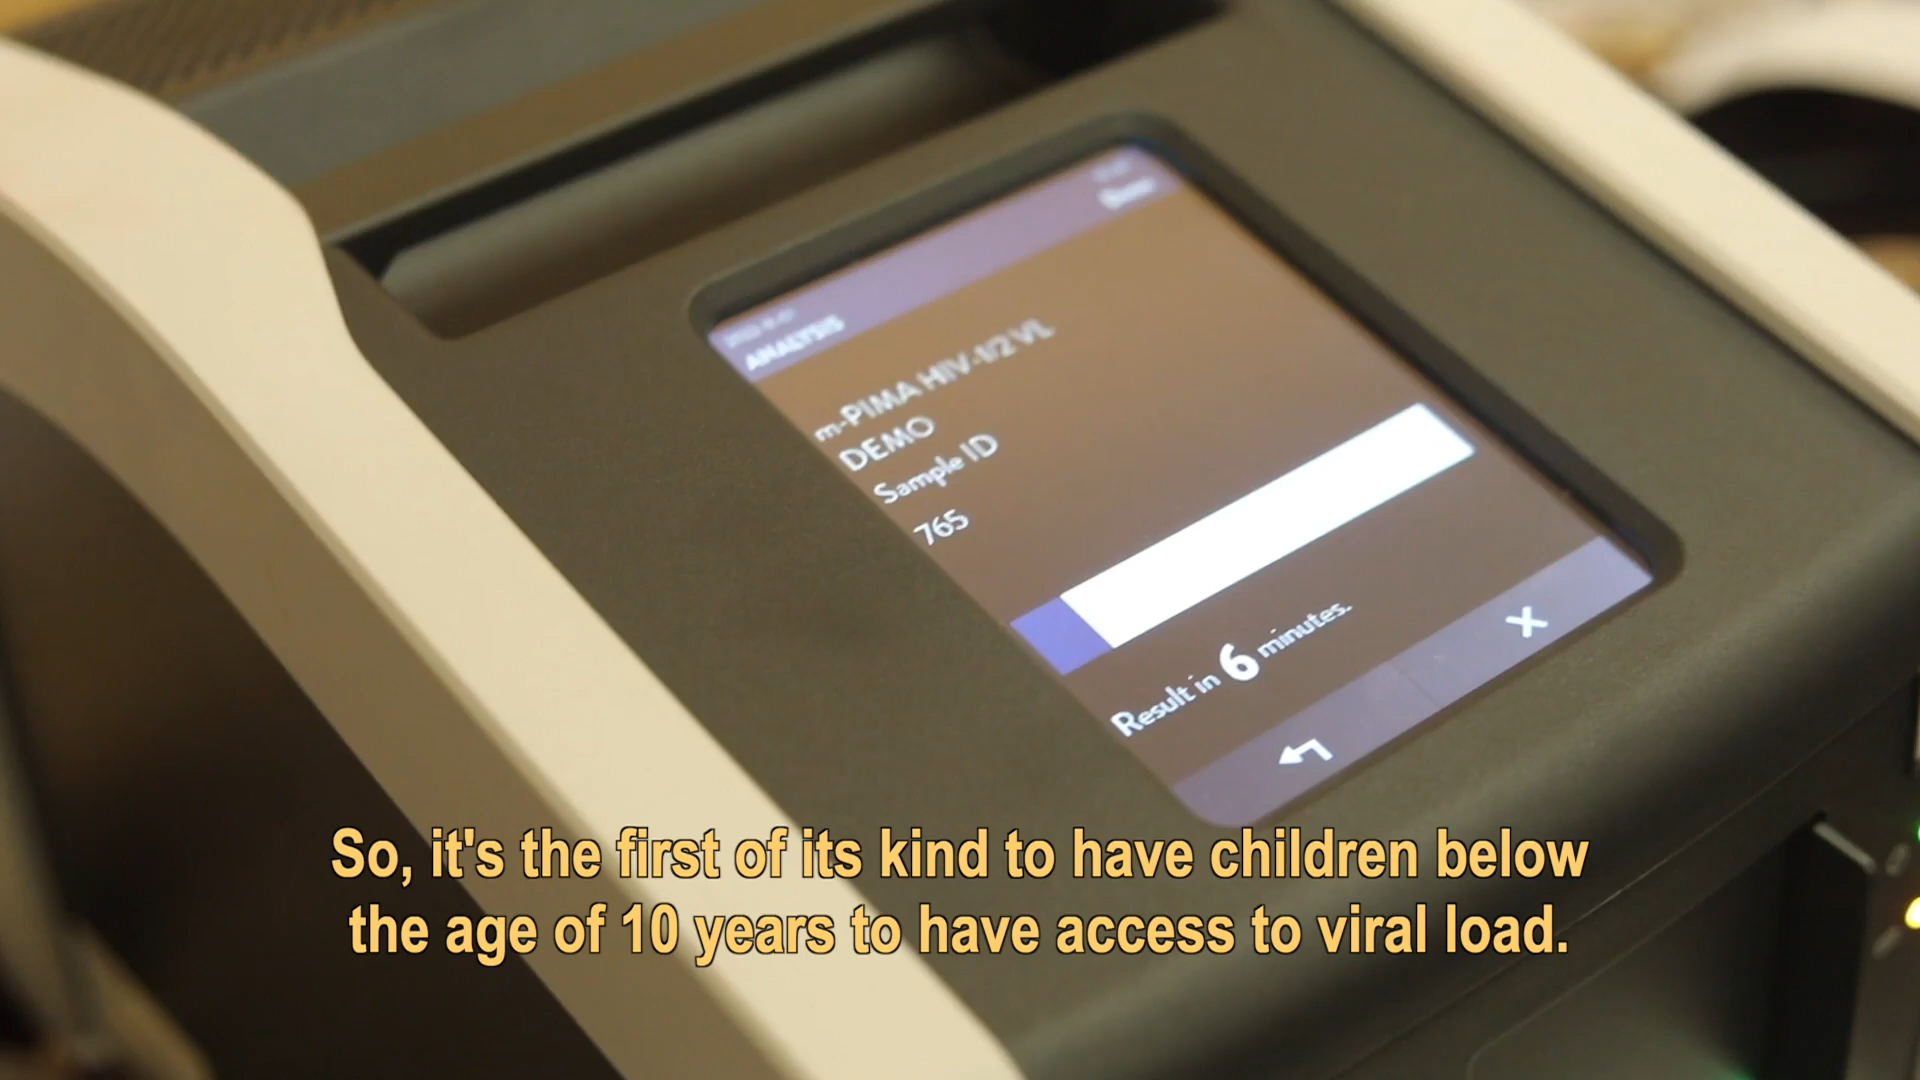 ANALYSIS
m-PIMA HIV-1/2 VL
DEMO
Sample ID
765
Result in 6 minutes.
So, it's the first of its kind to have children below
the age of 10 years to have access to viral load.